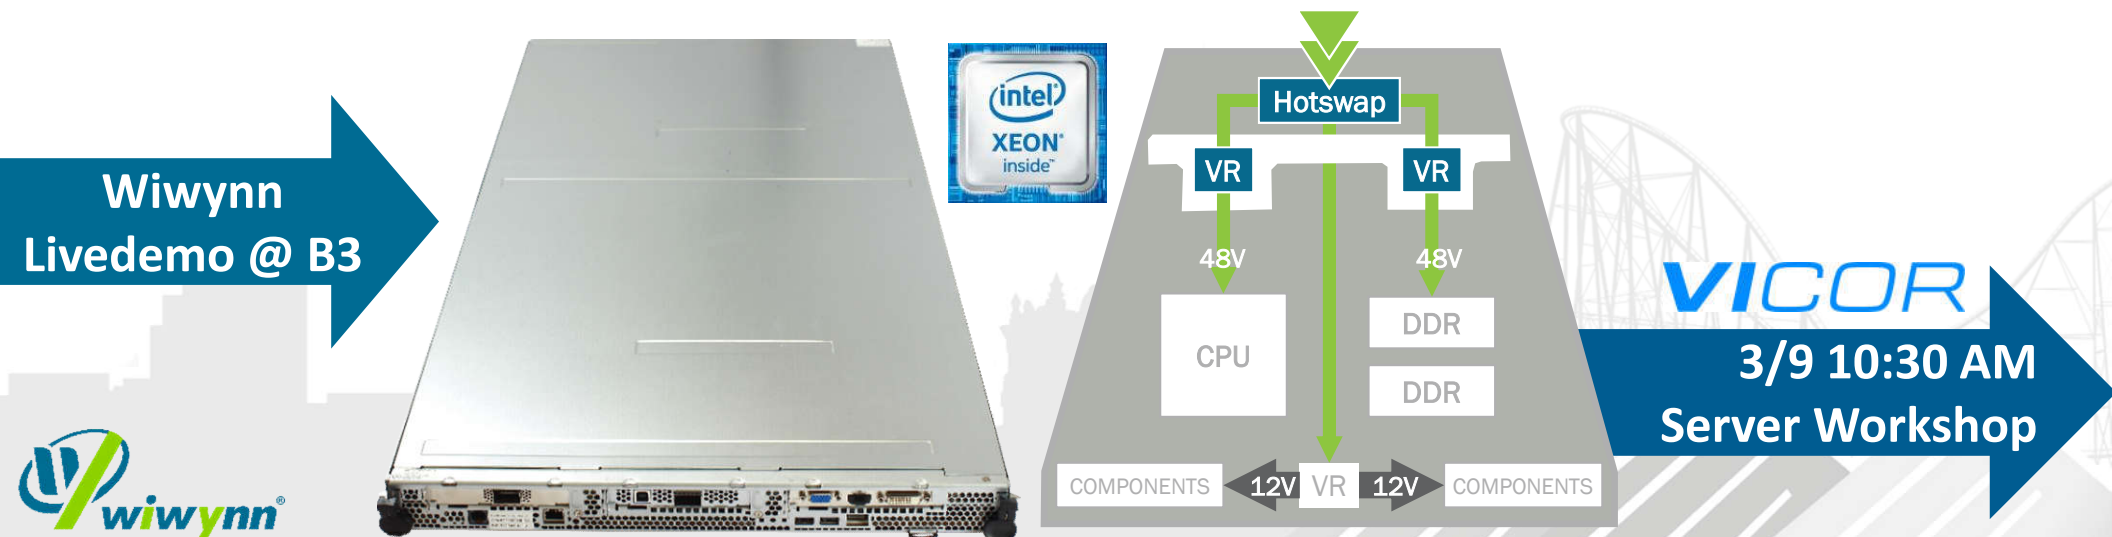 Wiwynn
Livedemo @ B3
wiwynn®
intel®
XEON®
inside™
Hotswap
VR
VR
48V
48V
CPU
DDR
DDR
COMPONENTS
12V
VR
12V
COMPONENTS
VICOR
3/9 10:30 AM
Server Workshop